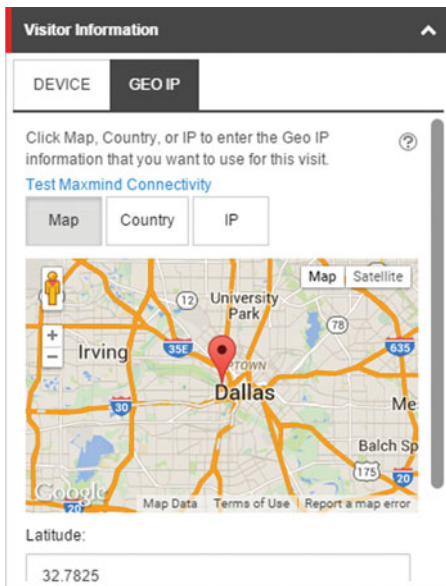 Visitor Information
DEVICE
GEO IP
Click Map, Country, or IP to enter the Geo IP
information that you want to use for this visit.
?
Test Maxmind Connectivity
Map
Country
IP
Map
Satellite
12
University
Park
78
+
−
Irving
35E
635
UPTOWN
Dallas
30
Me
Balch Sp
175
20
Google
20
Map Data
Terms of Use
Report a map error
Latitude:
32.7825